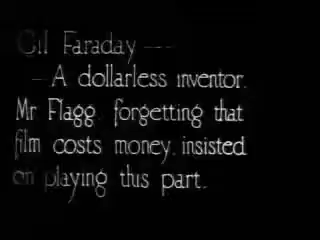 Gil Faraday ---
- A dollarless inventor.
Mr Flagg, forgetting that
film costs money, insisted
on playing this part.